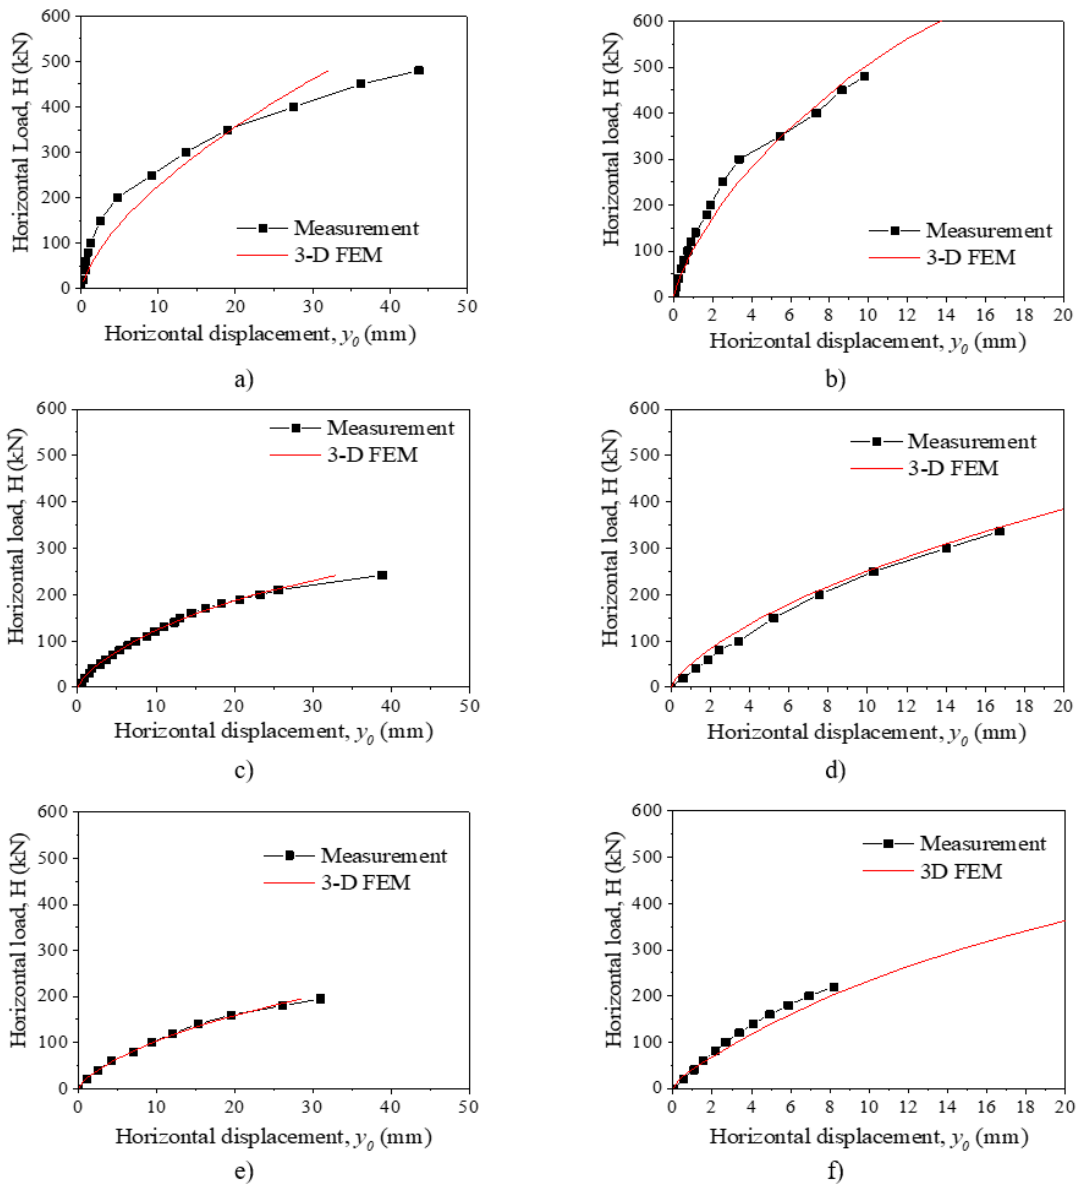 600
500
400
300
200
100
0
Horizontal Load, H (kN)
Measurement
3-D FEM
0 10 20 30 40 50
Horizontal displacement, y0 (mm)
a)
600
500
400
300
200
100
0
Horizontal load, H (kN)
Measurement
3-D FEM
0 2 4 6 8 10 12 14 16 18 20
Horizontal displacement, y0 (mm)
b)
600
500
400
300
200
100
0
Horizontal load, H (kN)
Measurement
3-D FEM
0 10 20 30 40 50
Horizontal displacement, y0 (mm)
c)
600
500
400
300
200
100
0
Horizontal load, H (kN)
Measurement
3-D FEM
0 2 4 6 8 10 12 14 16 18 20
Horizontal displacement, y0 (mm)
d)
600
500
400
300
200
100
0
Horizontal load, H (kN)
Measurement
3-D FEM
0 10 20 30 40 50
Horizontal displacement, y0 (mm)
e)
600
500
400
300
200
100
0
Horizontal load, H (kN)
Measurement
3D FEM
0 2 4 6 8 10 12 14 16 18 20
Horizontal displacement, y0 (mm)
f)